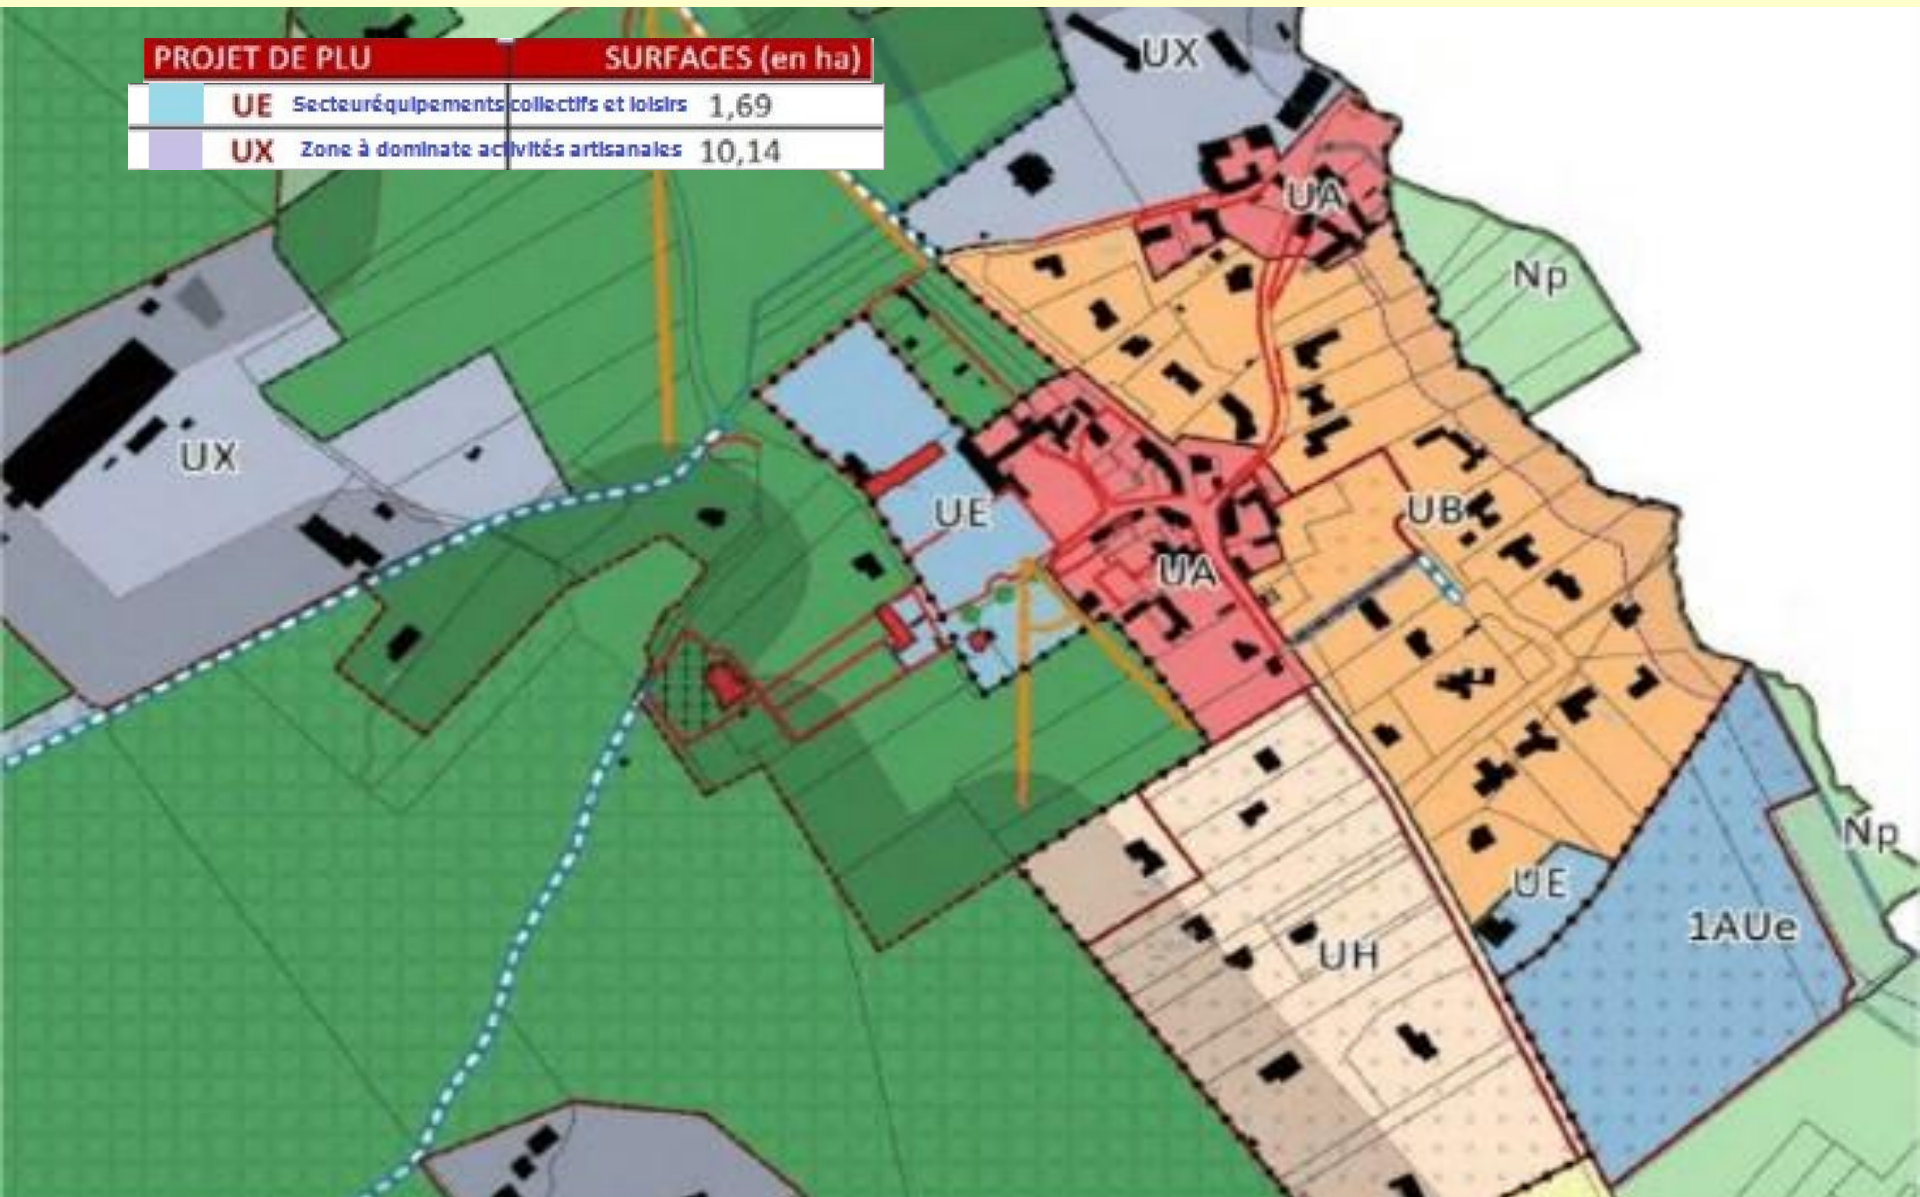 PROJET DE PLU SURFACES (en ha)
UE Secteuréquipements collectifs et loisirs 1,69
UX Zone à dominate activités artisanales 10,14
UX
UA
Np
UX
UE
UB
UA
Np
UE
1AUe
UH